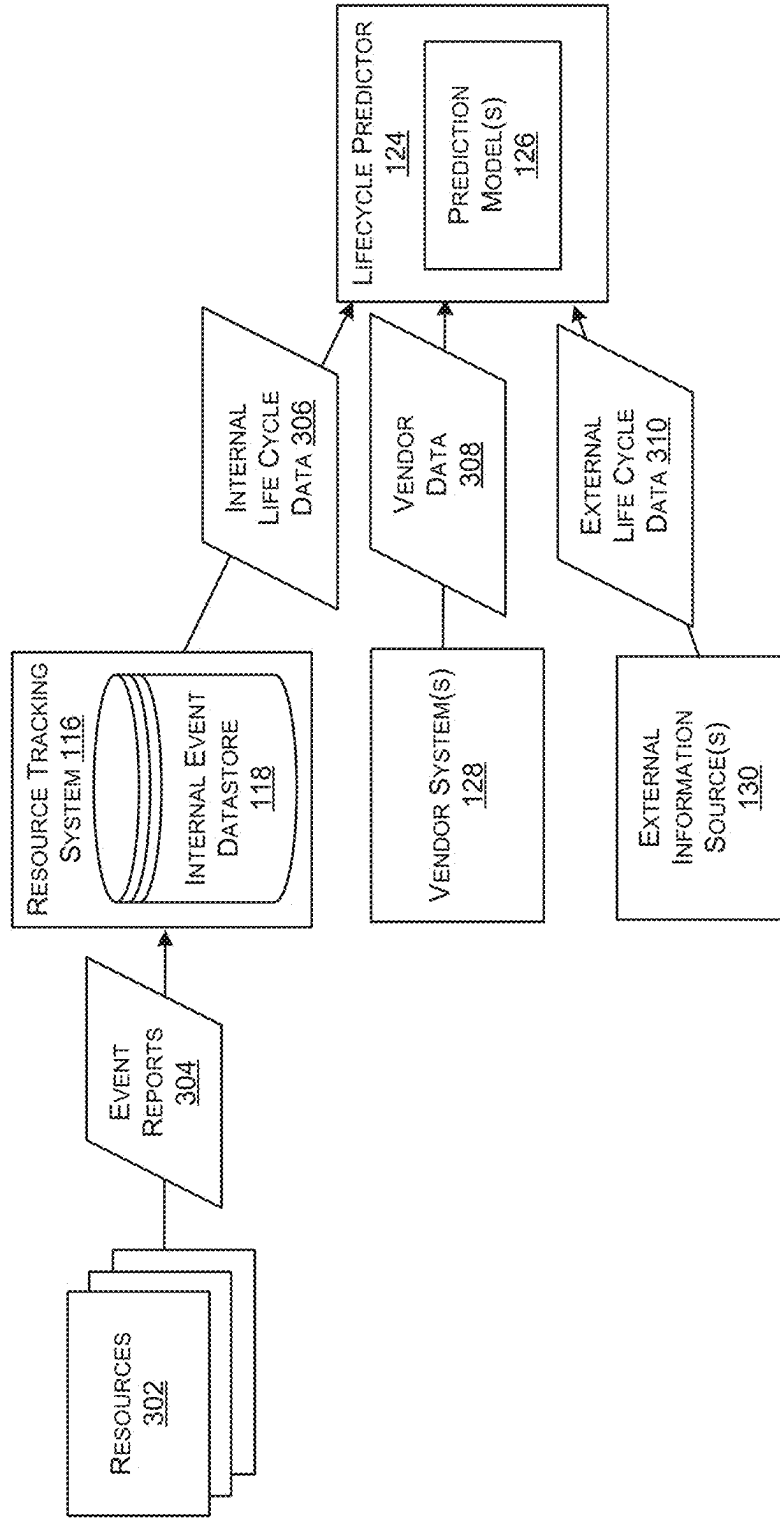 RESOURCES
302
EVENT
REPORTS
304
RESOURCE TRACKING
SYSTEM 116
INTERNAL EVENT
DATASTORE
118
VENDOR SYSTEM(S)
128
EXTERNAL
INFORMATION
SOURCE(S)
130
INTERNAL
LIFE CYCLE
DATA 306
VENDOR
DATA
308
EXTERNAL
LIFE CYCLE
DATA 310
LIFECYCLE PREDICTOR
124
PREDICTION
MODEL(S)
126